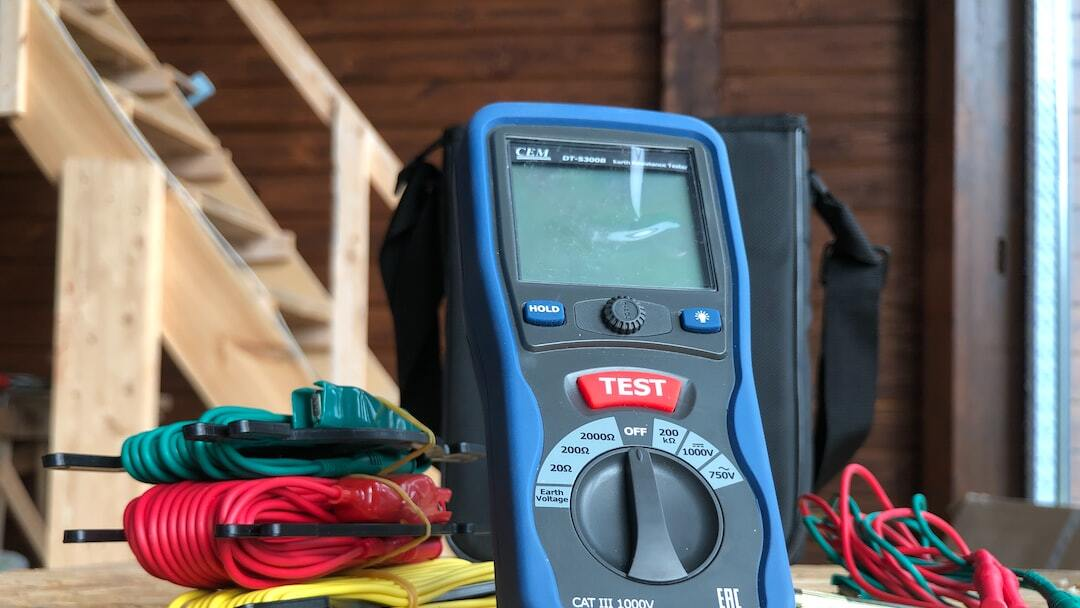 CEM DT-5300B Earth Resistance Tester
HOLD
TEST
OFF
2000Ω
200Ω
20Ω
Earth
Voltage
200
kΩ
1000V
750V
CAT III 1000V
EAC